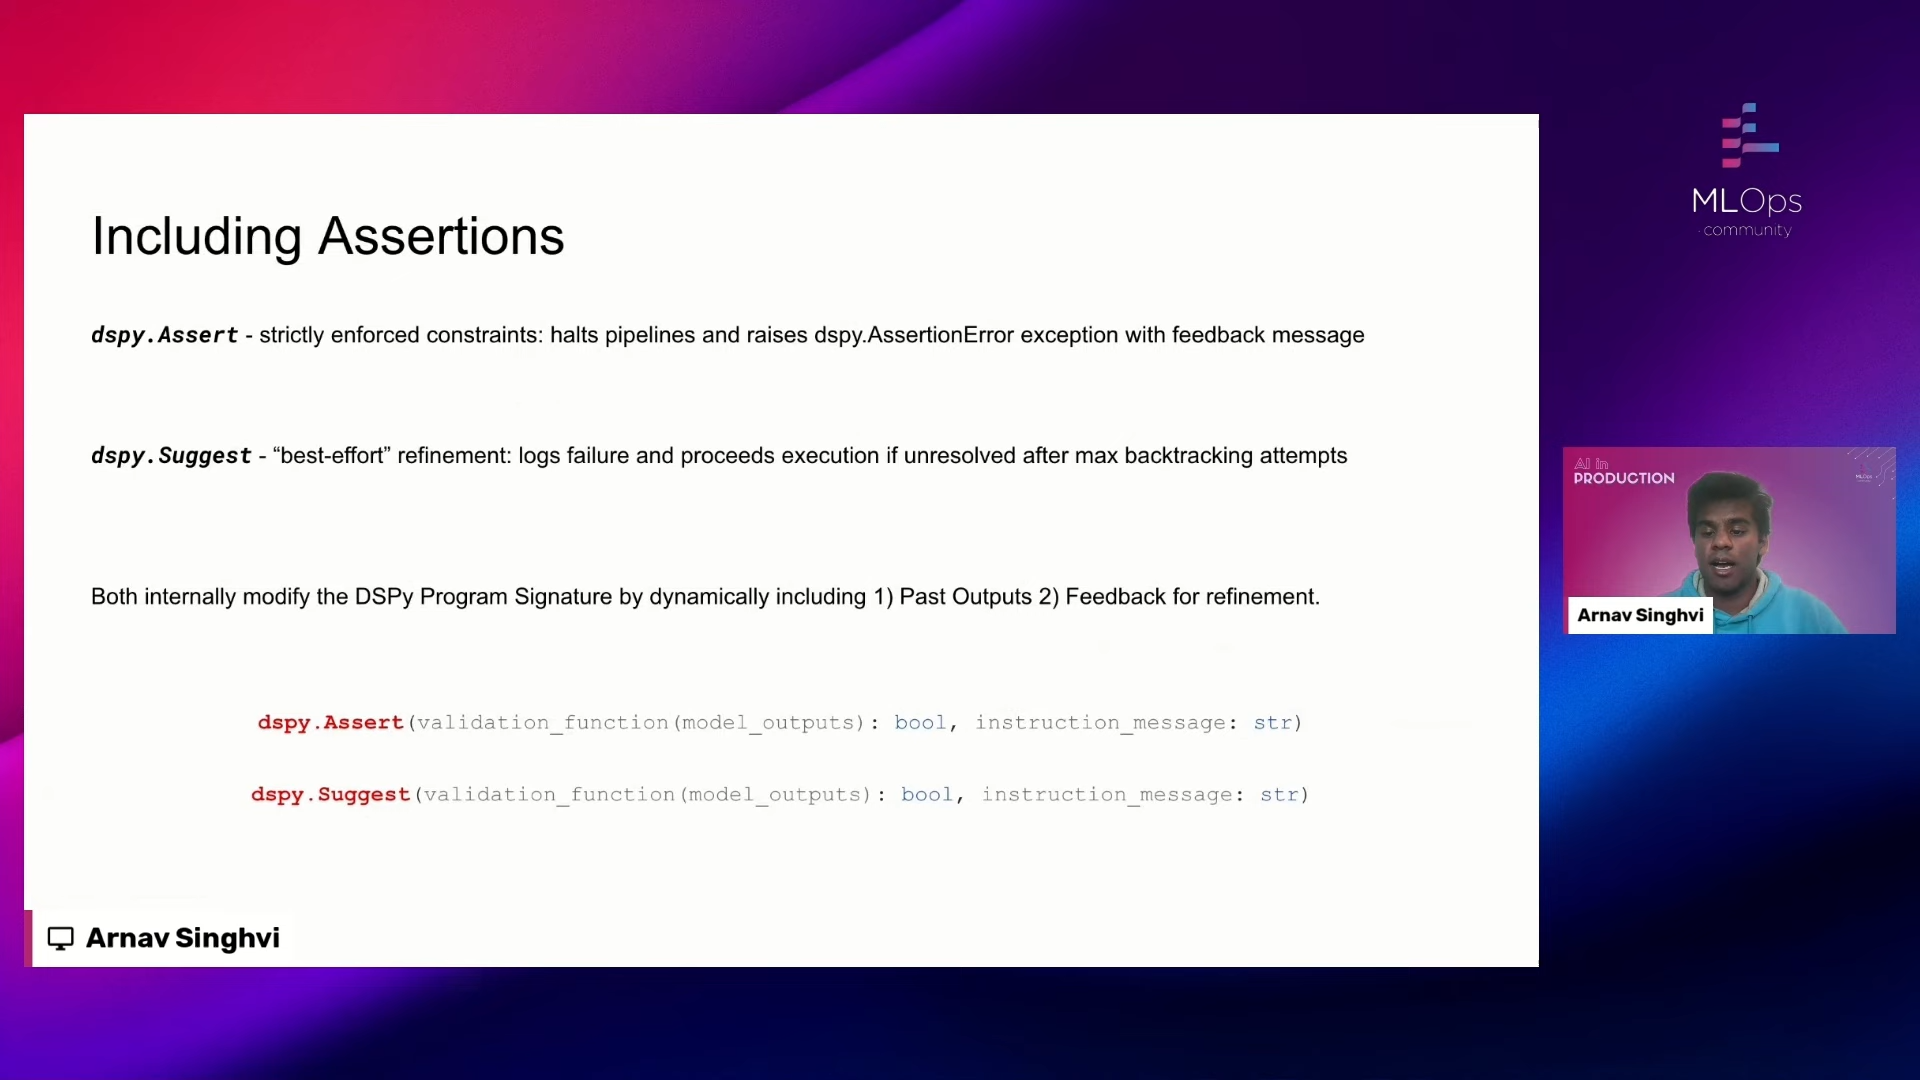 Including Assertions
dspy.Assert - strictly enforced constraints: halts pipelines and raises dspy.AssertionError exception with feedback message
dspy.Suggest - “best-effort” refinement: logs failure and proceeds execution if unresolved after max backtracking attempts
Both internally modify the DSPy Program Signature by dynamically including 1) Past Outputs 2) Feedback for refinement.
dspy.Assert(validation_function(model_outputs): bool, instruction_message: str)
dspy.Suggest(validation_function(model_outputs): bool, instruction_message: str)
Arnav Singhvi
MLOps
community
AI in
PRODUCTION
MLOps
Arnav Singhvi